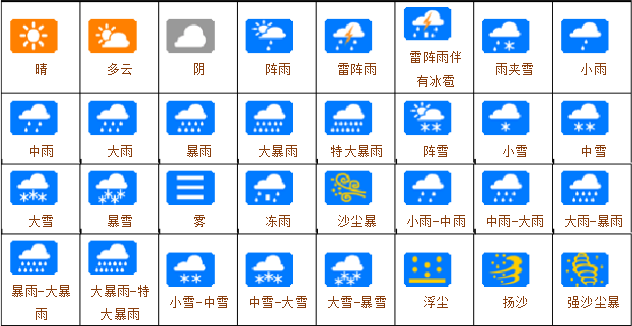 晴
多云
阴
阵雨
雷阵雨
雷阵雨伴
有冰雹
雨夹雪
小雨
中雨
大雨
暴雨
大暴雨
特大暴雨
阵雪
小雪
中雪
大雪
暴雪
雾
冻雨
沙尘暴
小雨-中雨
中雨-大雨
大雨-暴雨
暴雨-大暴
雨
大暴雨-特
大暴雨
小雪-中雪
中雪-大雪
大雪-暴雪
浮尘
扬沙
强沙尘暴